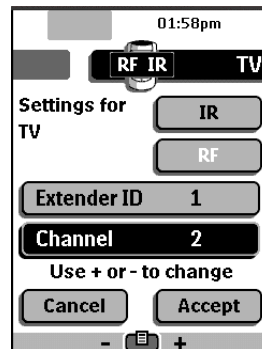 01:58pm
RF IR TV
Settings for IR
TV
RF
Extender ID 1
Channel 2
Use + or - to change
Cancel Accept
- +